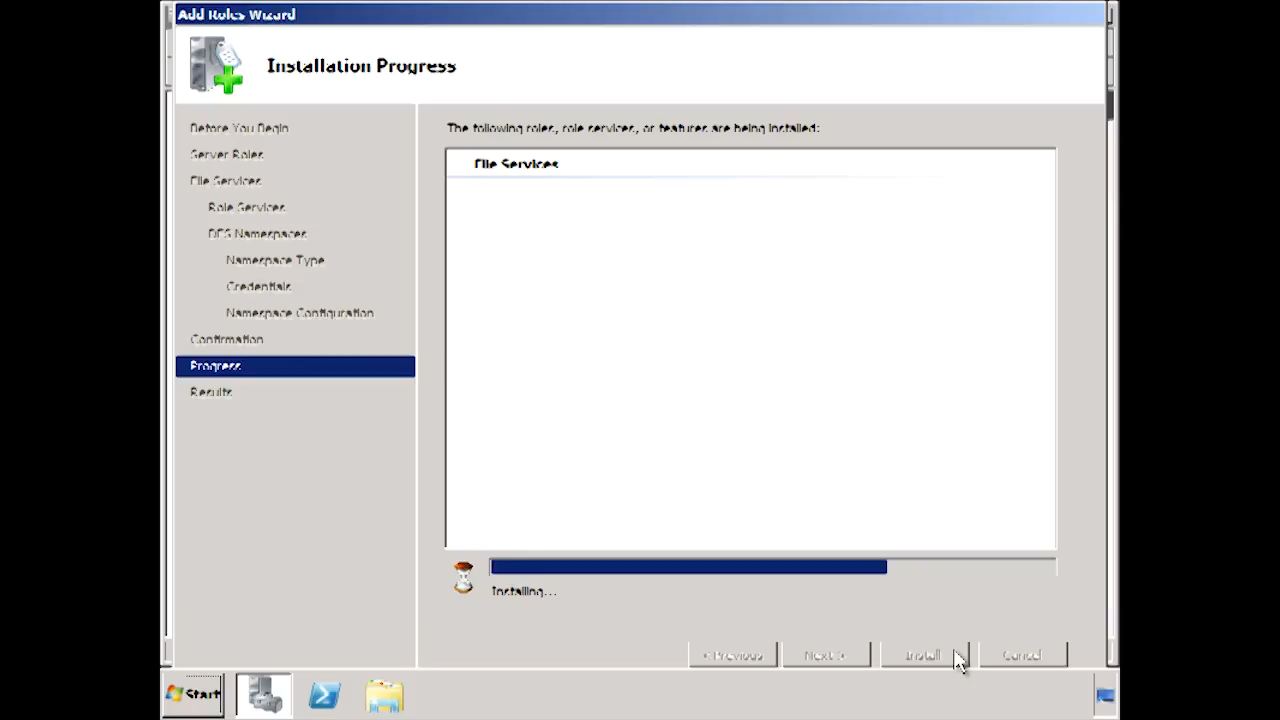 Add Roles Wizard
Installation Progress
Before You Begin
Server Roles
File Services
Role Services
DFS Namespaces
Namespace Type
Credentials
Namespace Configuration
Confirmation
Progress
Results
The following roles, role services, or features are being installed:
File Services
Installing...
< Previous
Next >
Install
Cancel
Start